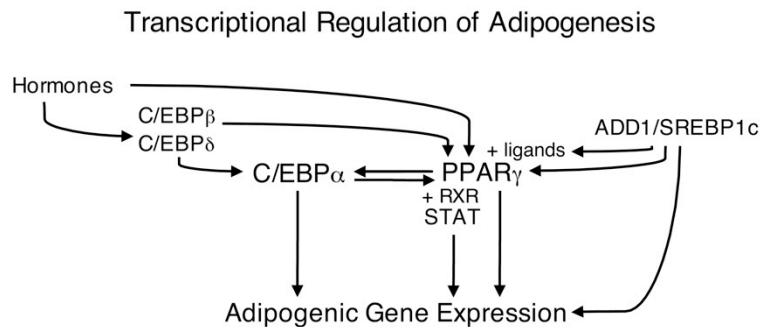 Transcriptional Regulation of Adipogenesis
Hormones
C/EBPβ
C/EBPδ
ADD1/SREBP1c
+ ligands
C/EBPα
PPARγ
+ RXR
STAT
Adipogenic Gene Expression